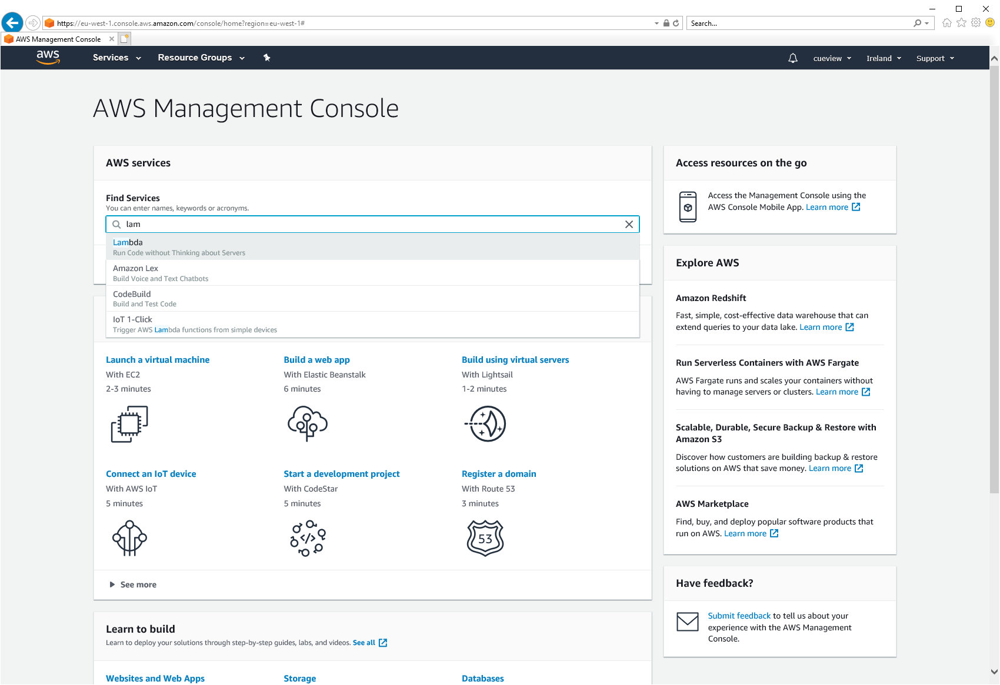 https://eu-west-1.console.aws.amazon.com/console/home?region=eu-west-1#
Search...
AWS Management Console
aws
Services
Resource Groups
cueview
Ireland
Support
AWS Management Console
AWS services
Find Services
You can enter names, keywords or acronyms.
lam
Lambda
Run Code without Thinking about Servers
Amazon Lex
Build Voice and Text Chatbots
CodeBuild
Build and Test Code
IoT 1-Click
Trigger AWS Lambda functions from simple devices
Launch a virtual machine
With EC2
2-3 minutes
Build a web app
With Elastic Beanstalk
6 minutes
Build using virtual servers
With Lightsail
1-2 minutes
Connect an IoT device
With AWS IoT
5 minutes
Start a development project
With CodeStar
5 minutes
</>
Register a domain
With Route 53
3 minutes
53
See more
Learn to build
Learn to deploy your solutions through step-by-step guides, labs, and videos. See all
Websites and Web Apps
Storage
Databases
Access resources on the go
Access the Management Console using the
AWS Console Mobile App. Learn more
Explore AWS
Amazon Redshift
Fast, simple, cost-effective data warehouse that can
extend queries to your data lake. Learn more
Run Serverless Containers with AWS Fargate
AWS Fargate runs and scales your containers without
having to manage servers or clusters. Learn more
Scalable, Durable, Secure Backup & Restore with
Amazon S3
Discover how customers are building backup & restore
solutions on AWS that save money. Learn more
AWS Marketplace
Find, buy, and deploy popular software products that
run on AWS. Learn more
Have feedback?
Submit feedback to tell us about your
experience with the AWS Management
Console.